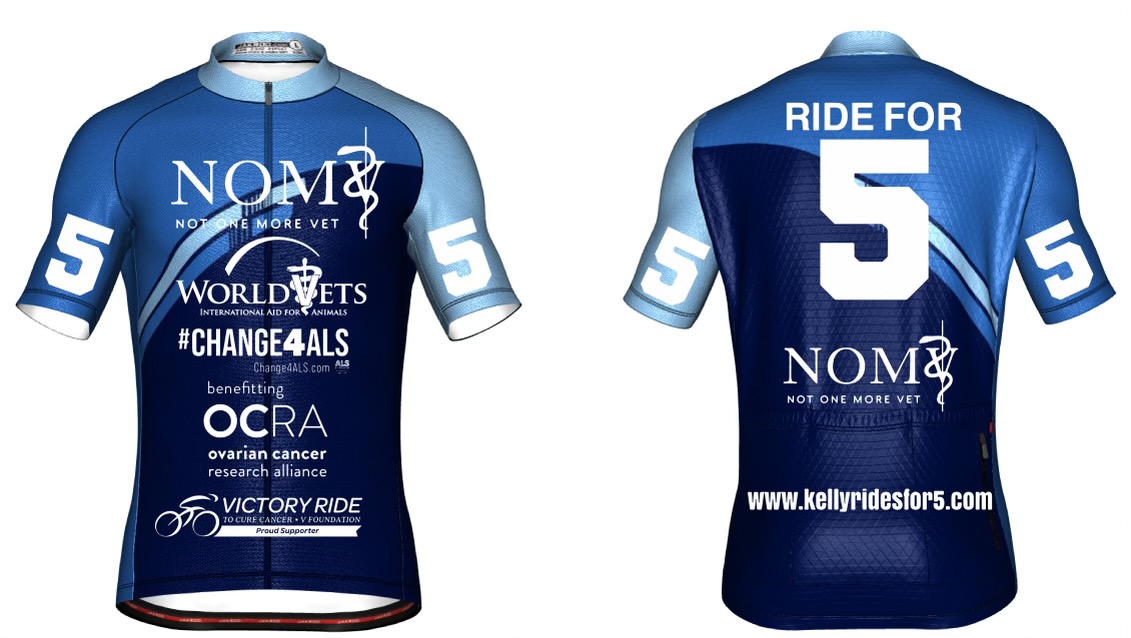 NOMV
NOT ONE MORE VET
WORLDVETS
INTERNATIONAL AID FOR ANIMALS
#CHANGE4ALS
Change4ALS.com ALS
benefitting
OCRA
ovarian cancer
research alliance
VICTORY RIDE
TO CURE CANCER • V FOUNDATION
Proud Supporter
5
5
RIDE FOR
5
5
5
NOMV
NOT ONE MORE VET
www.kellyridesfor5.com